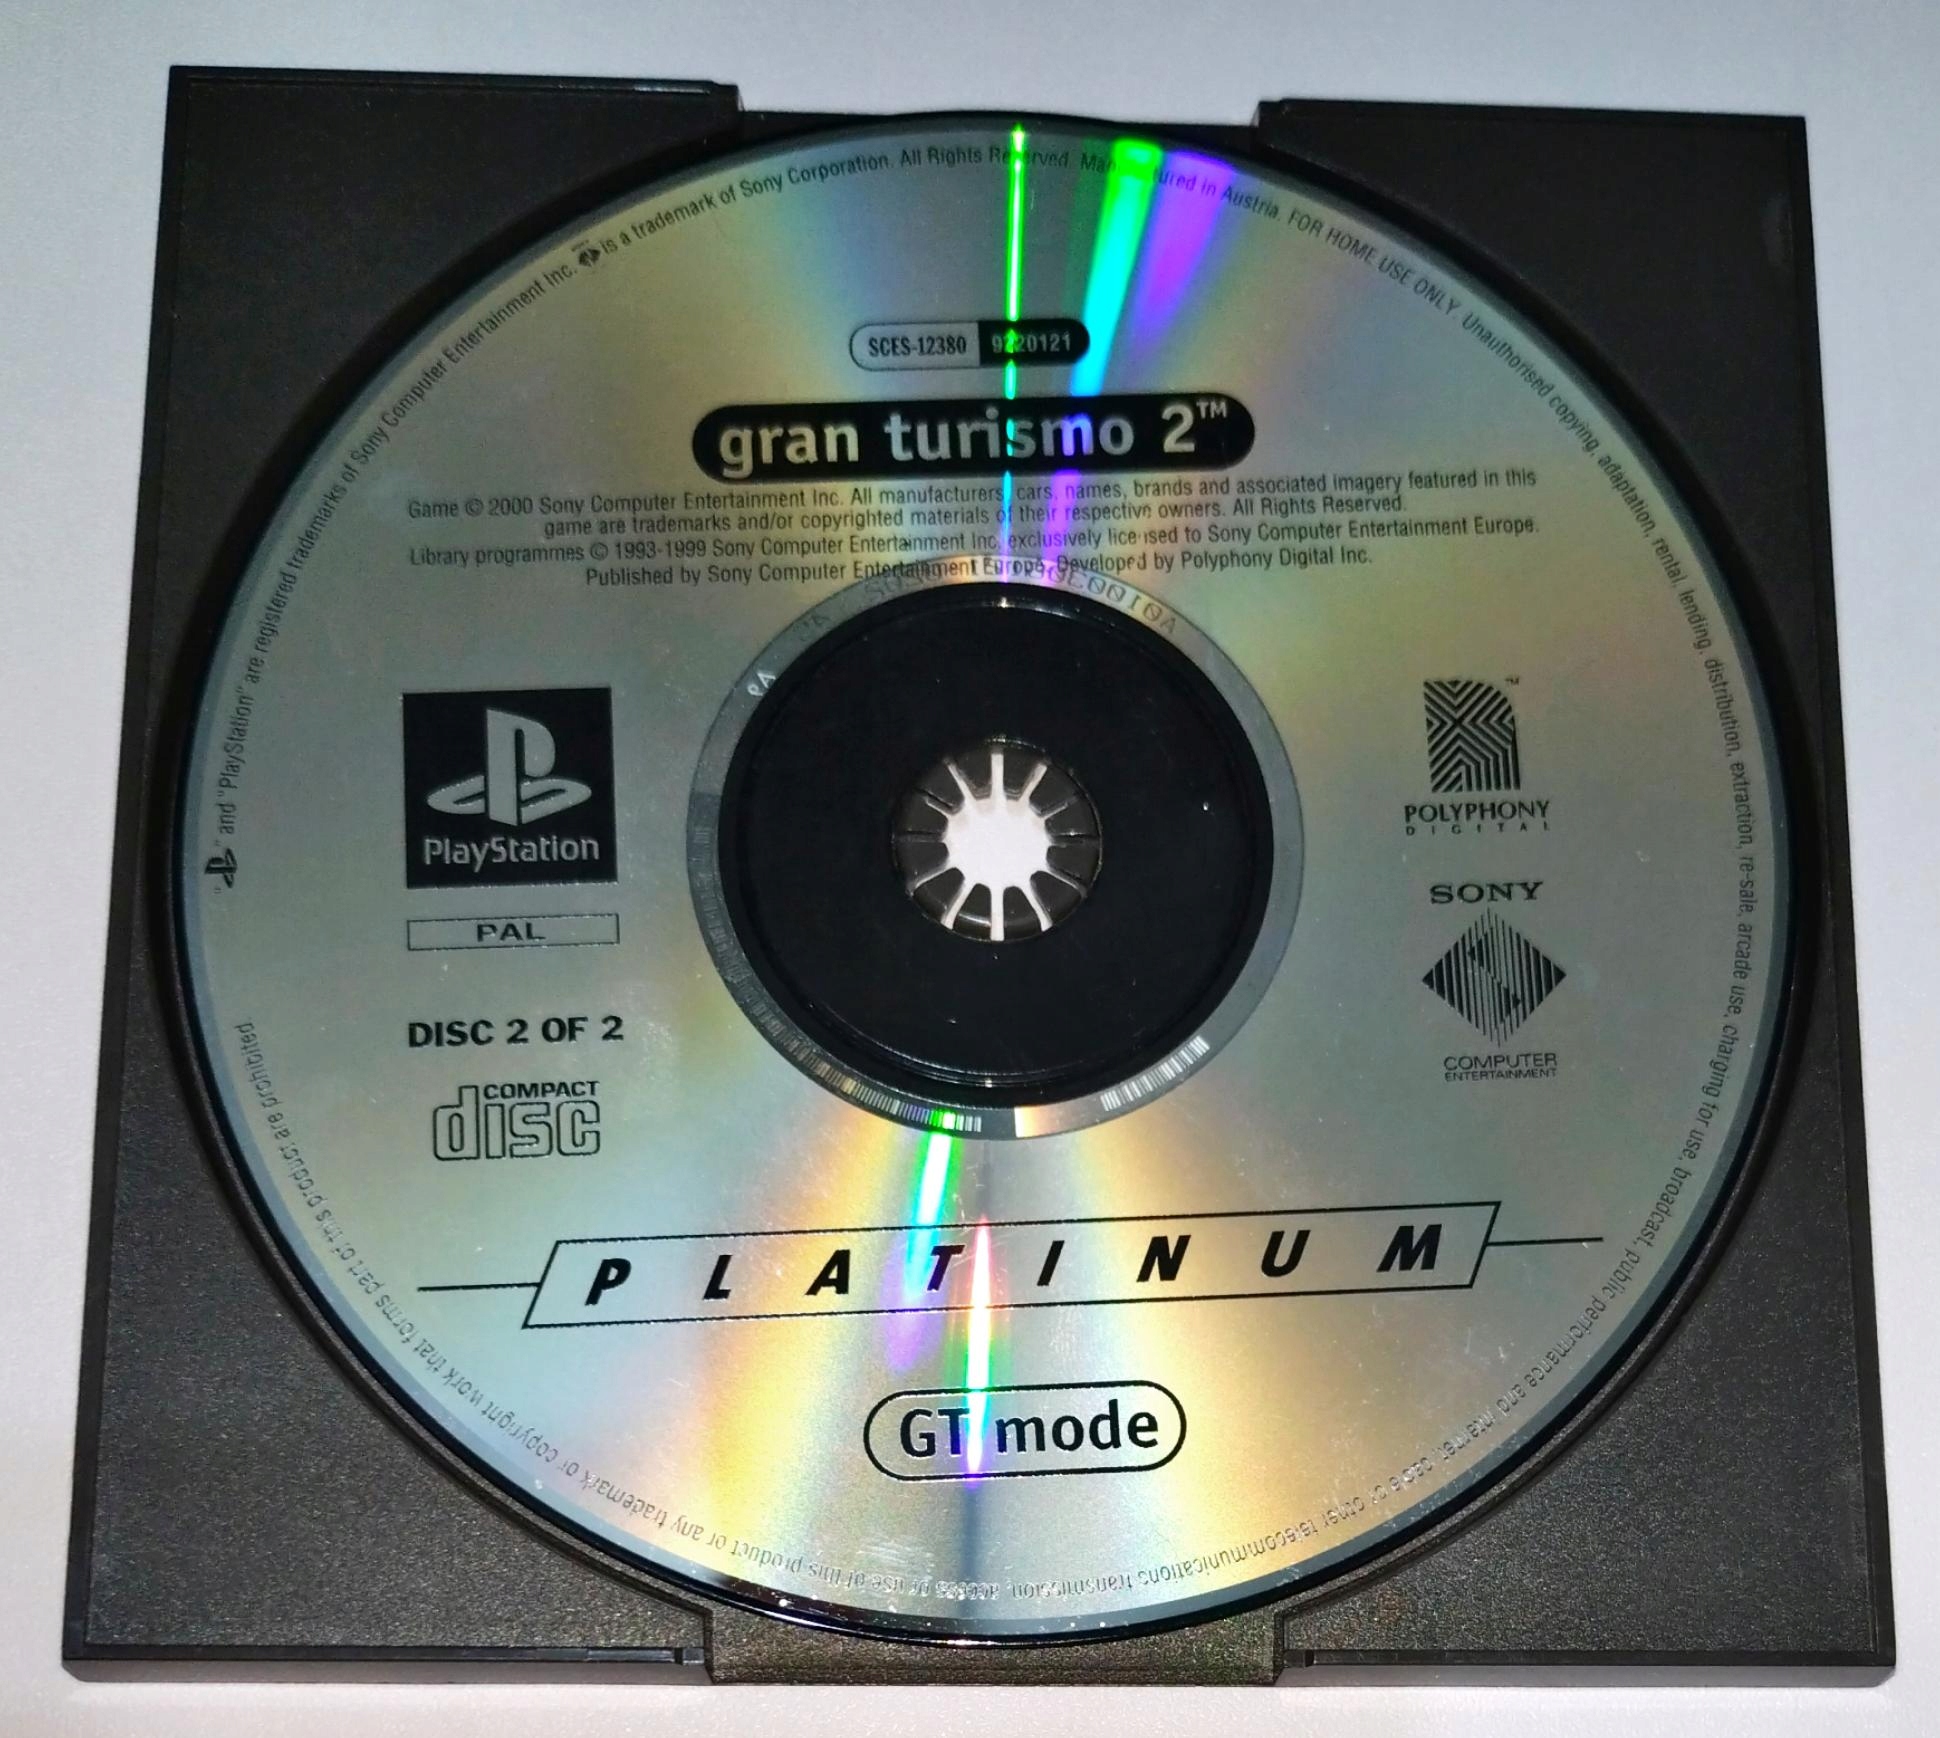 "PS" and "PlayStation" are registered trademarks of Sony Computer Entertainment Inc. is a trademark of Sony Corporation. All Rights Reserved. Manufactured in Austria. FOR HOME USE ONLY. Unauthorised copying, adaptation, rental, lending, distribution, extraction, re-sale, arcade use, charging for use, broadcast, public performance and internet, cable or other telecommunications transmission, access or use of this product or any trademark or copyright work that forms part of this product are prohibited.
SCES-12380 9220121
gran turismo 2™
Game © 2000 Sony Computer Entertainment Inc. All manufacturers, cars, names, brands and associated imagery featured in this
game are trademarks and/or copyrighted materials of their respective owners. All Rights Reserved.
Library programmes © 1993-1999 Sony Computer Entertainment Inc. exclusively licensed to Sony Computer Entertainment Europe.
Published by Sony Computer Entertainment Europe. Developed by Polyphony Digital Inc.
PlayStation
PAL
DISC 2 OF 2
COMPACT
disc
TM
POLYPHONY
DIGITAL
SONY
COMPUTER
ENTERTAINMENT
PLATINUM
GT mode